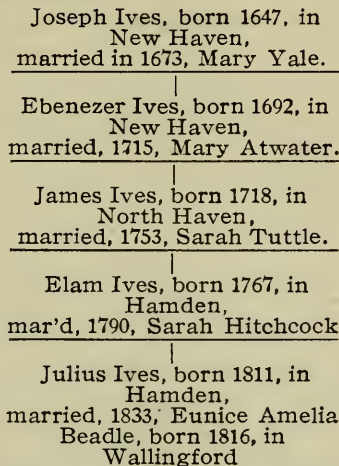 Joseph Ives, born 1647, in
New Haven,
married in 1673, Mary Yale.
Ebenezer Ives, born 1692, in
New Haven,
married, 1715, Mary Atwater.
James Ives, born 1718, in
North Haven,
married, 1753, Sarah Tuttle.
Elam Ives, born 1767, in
Hamden,
mar'd, 1790, Sarah Hitchcock
Julius Ives, born 1811, in
Hamden,
married, 1833, Eunice Amelia
Beadle, born 1816, in
Wallingford